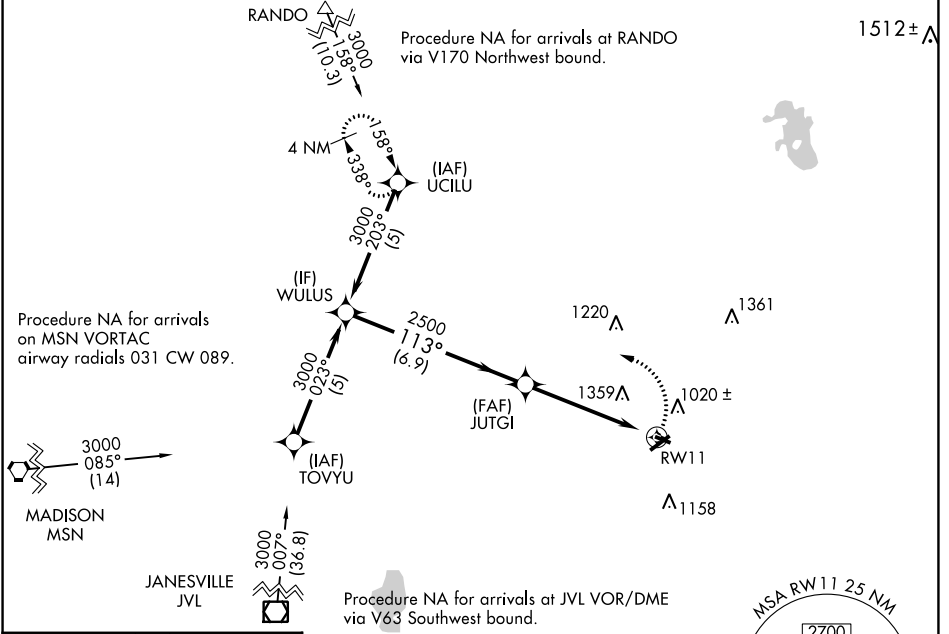 RANDO
3000
158°
(10.3)
Procedure NA for arrivals at RANDO
via V170 Northwest bound.
1512 ±
4 NM
158°
338°
(IAF)
UCILU
3000
203°
(5)
(IF)
WULUS
Procedure NA for arrivals
on MSN VORTAC
airway radials 031 CW 089.
2500
113°
(6.9)
1220
1361
3000
023°
(5)
(FAF)
JUTGI
1359
1020 ±
RW11
(IAF)
TOVYU
3000
085°
(14)
MADISON
MSN
1158
3000
007°
(36.8)
JANESVILLE
JVL
Procedure NA for arrivals at JVL VOR/DME
via V63 Southwest bound.
MSA RW 11 25 NM
2700